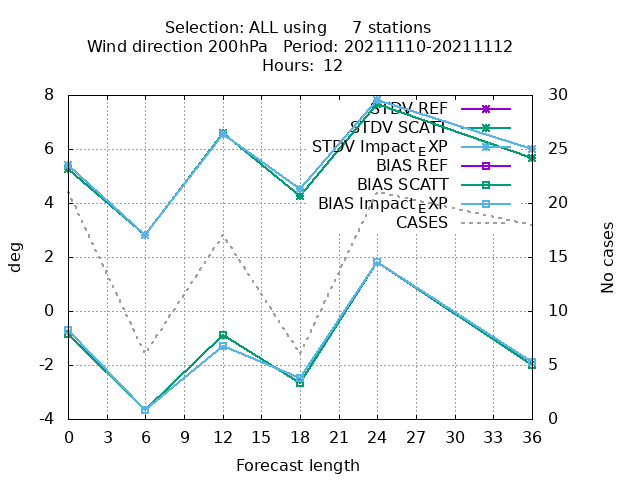 Selection: ALL using 7 stations
Wind direction 200hPa Period: 20211110-20211112
Hours: 12
8 30
STDV REF
STDV SCATT
6 25
STDV Impact_EXP
BIAS REF
BIAS SCATT
4 20
BIAS Impact_EXP
CASES
2 15
deg
No cases
0 10
-2 5
-4 0
0 3 6 9 12 15 18 21 24 27 30 33 36
Forecast length